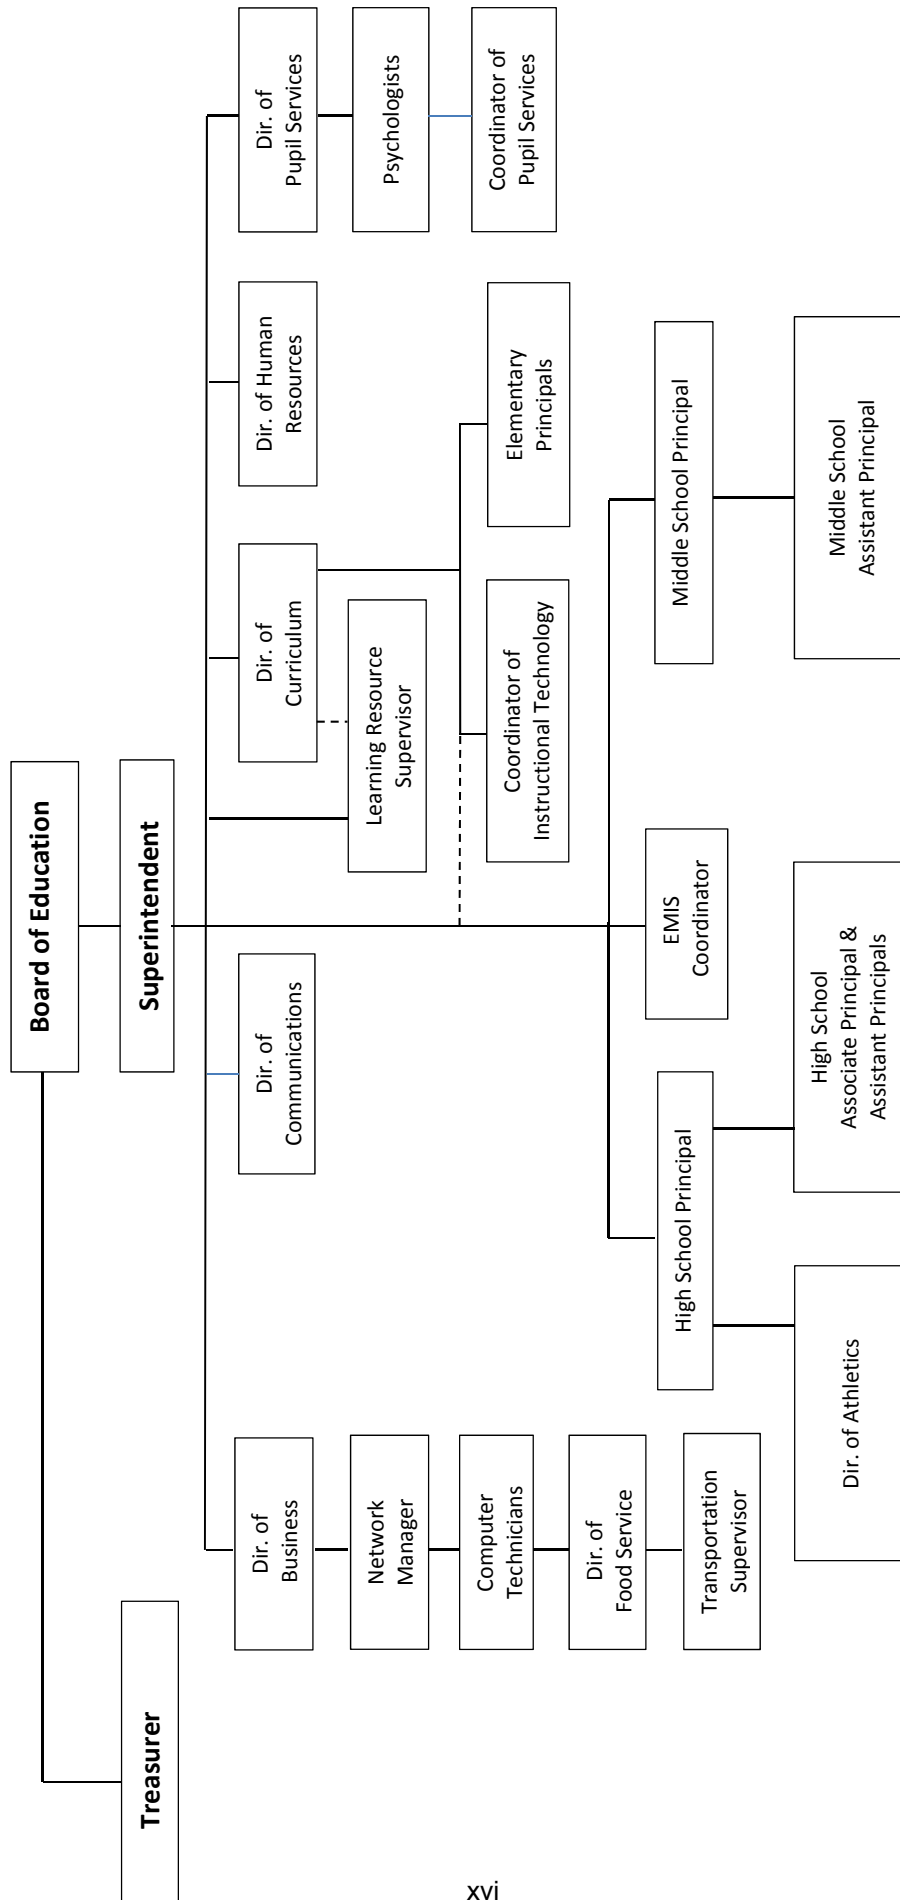 Board of Education
Treasurer
Superintendent
Dir. of
Business
Dir. of
Communications
Dir. of
Curriculum
Dir. of Human
Resources
Dir. of
Pupil Services
Network
Manager
Learning Resource
Supervisor
Psychologists
Computer
Technicians
Coordinator of
Instructional Technology
Elementary
Principals
Coordinator of
Pupil Services
Dir. of
Food Service
Transportation
Supervisor
High School Principal
EMIS
Coordinator
Middle School Principal
Dir. of Athletics
High School
Associate Principal &
Assistant Principals
Middle School
Assistant Principal
xvi